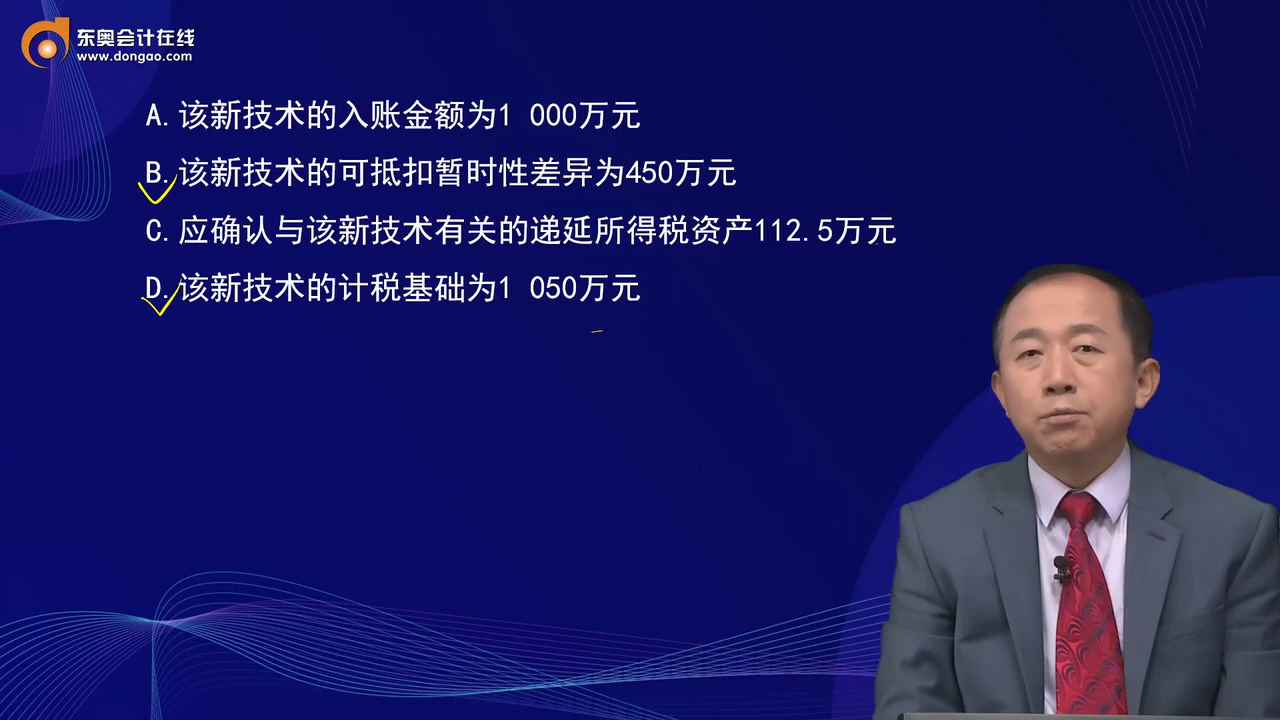 东奥会计在线
www.dongao.com
A.该新技术的入账金额为1 000万元
B.该新技术的可抵扣暂时性差异为450万元
C.应确认与该新技术有关的递延所得税资产112.5万元
D.该新技术的计税基础为1 050万元